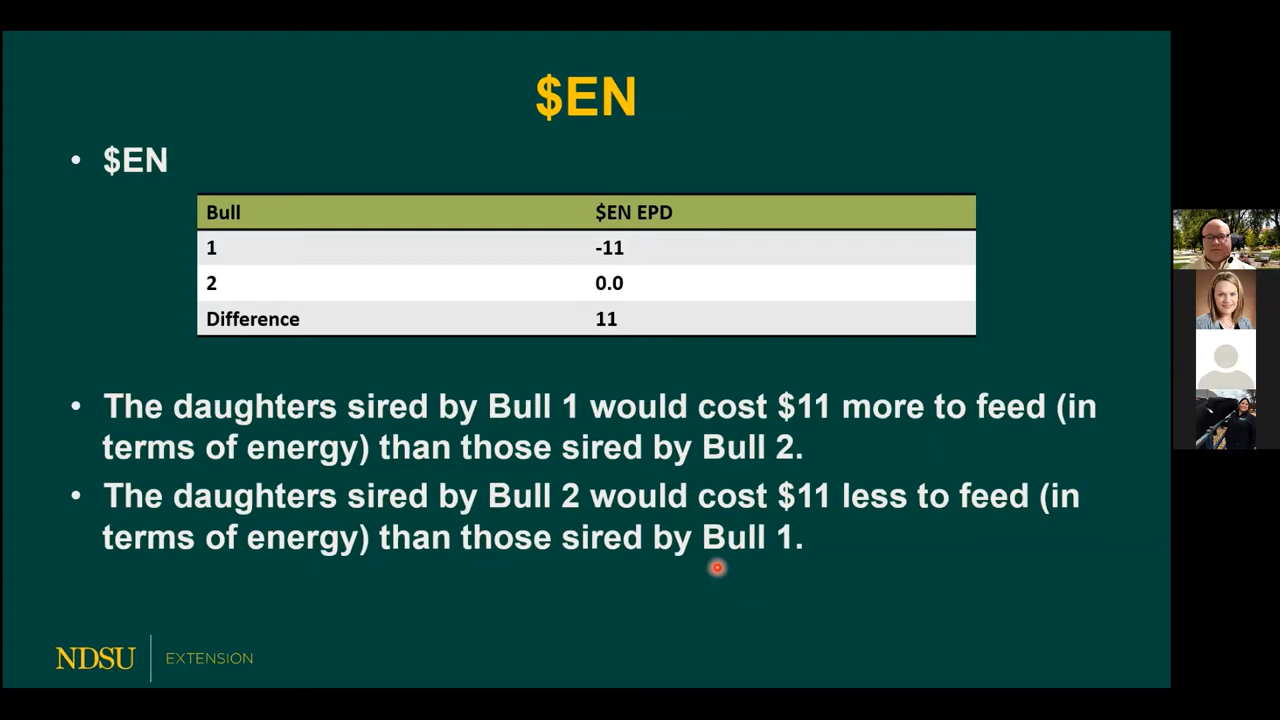 $EN
• $EN
Bull $EN EPD
1 -11
2 0.0
Difference 11
• The daughters sired by Bull 1 would cost $11 more to feed (in
terms of energy) than those sired by Bull 2.
• The daughters sired by Bull 2 would cost $11 less to feed (in
terms of energy) than those sired by Bull 1.
NDSU EXTENSION